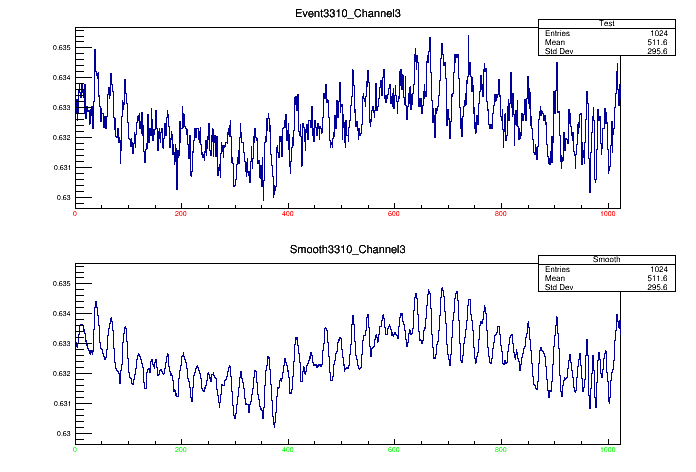 Event3310_Channel3
Test
Entries 1024
Mean 511.6
Std Dev 295.6
0.635
0.634
0.633
0.632
0.631
0.63
0 200 400 600 800 1000
Smooth3310_Channel3
Smooth
Entries 1024
Mean 511.6
Std Dev 295.6
0.635
0.634
0.633
0.632
0.631
0.63
0 200 400 600 800 1000